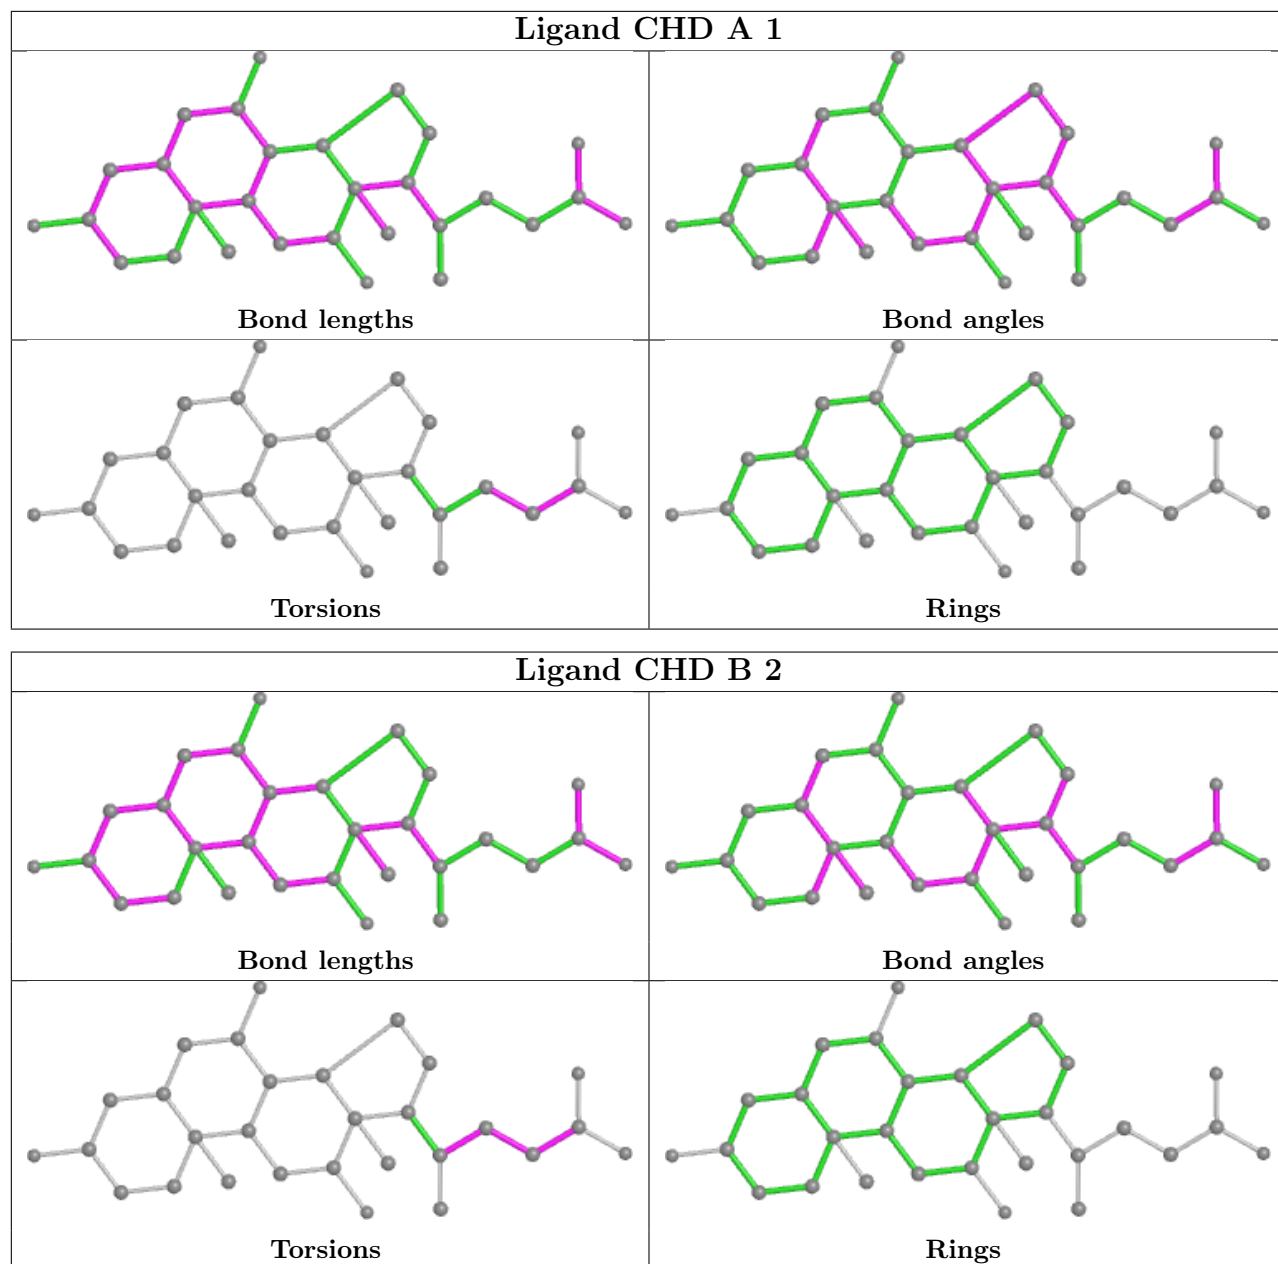 Ligand CHD A 1
Bond lengths
Bond angles
Torsions
Rings
Ligand CHD B 2
Bond lengths
Bond angles
Torsions
Rings